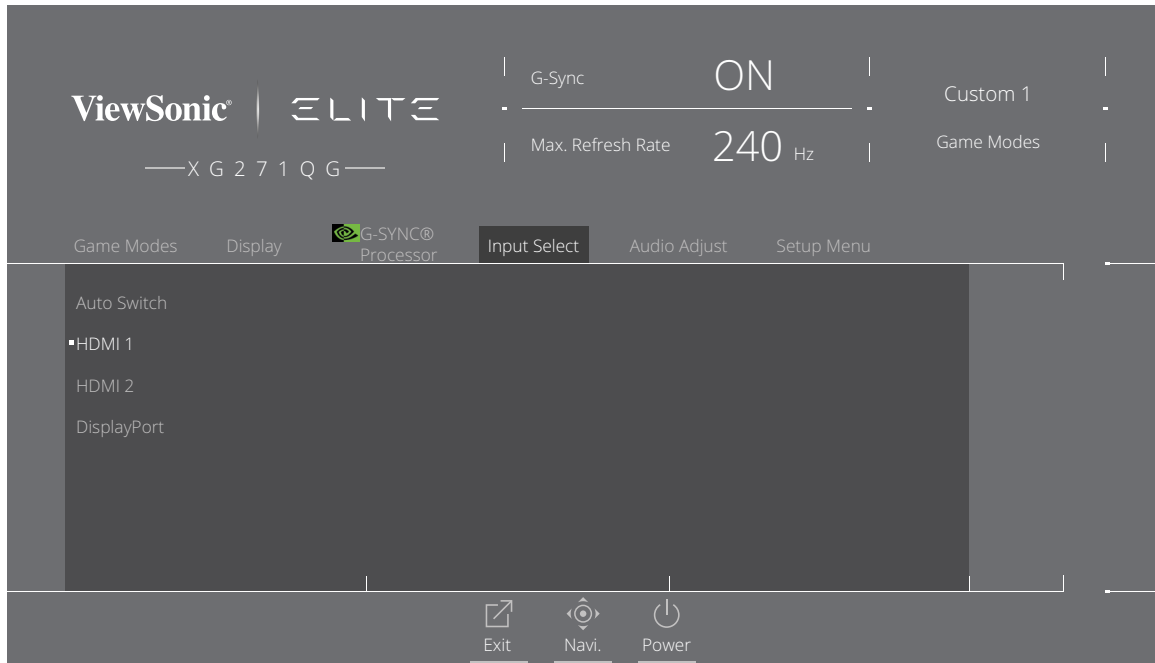 ViewSonic®
ELITE
XG271QG
G-Sync ON
Max. Refresh Rate 240 Hz
Custom 1
Game Modes
Game Modes Display G-SYNC® Processor Input Select Audio Adjust Setup Menu
Auto Switch
HDMI 1
HDMI 2
DisplayPort
Exit Navi. Power